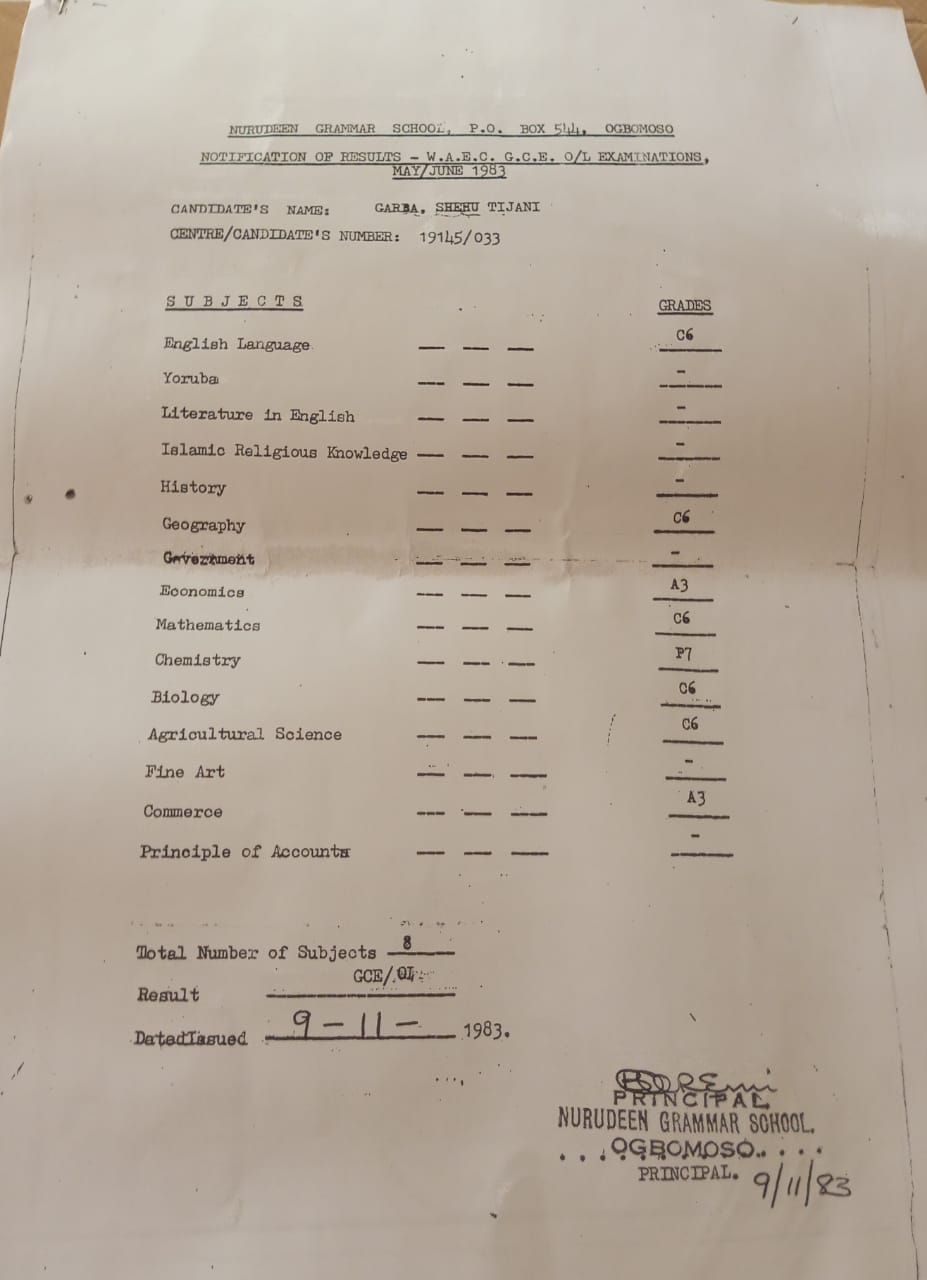 NURUDEEN GRAMMAR SCHOOL, P.O. BOX 544, OGBOMOSO
NOTIFICATION OF RESULTS - W.A.E.C. G.C.E. O/L EXAMINATIONS,
MAY/JUNE 1983
CANDIDATE'S NAME: GARBA, SHEHU TIJANI
CENTRE/CANDIDATE'S NUMBER: 19145/033
SUBJECTS GRADES
English Language — — — C6
Yoruba — — — -
Literature in English — — — -
Islamic Religious Knowledge — — — -
History — — — -
Geography — — — C6
Government — — — -
Economics — — — A3
Mathematics — — — C6
Chemistry — — — P7
Biology — — — C6
Agricultural Science — — — C6
Fine Art — — — -
Commerce — — — A3
Principle of Accounts — — — -
Total Number of Subjects 8
Result GCE/
DatedIssued 9-11- 1983.
PRINCIPAL
NURUDEEN GRAMMAR SCHOOL.
...OGBOMOSO.....
PRINCIPAL. 9/11/83